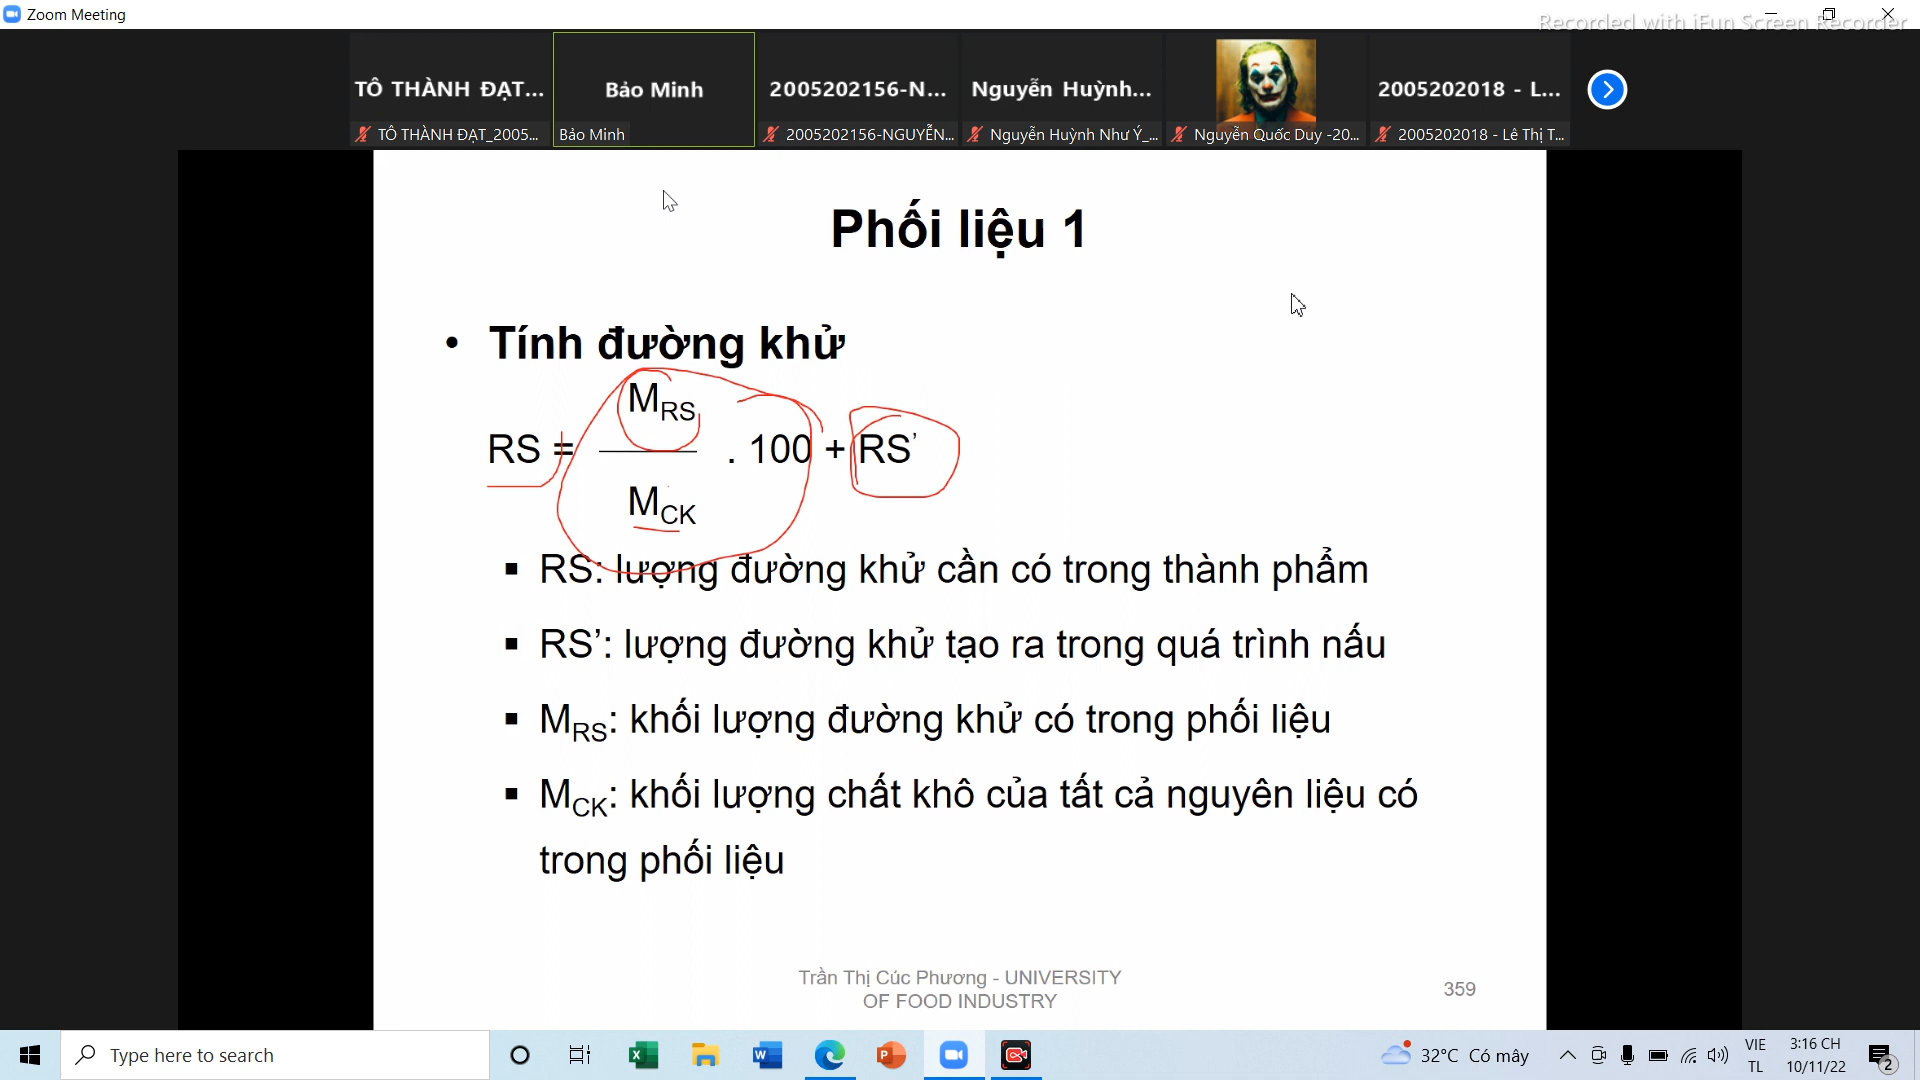 Zoom Meeting
Recorded with iFun Screen Recorder
TÔ THÀNH ĐẠT... Bảo Minh 2005202156-N... Nguyễn Huỳnh... 2005202018 - L...
TÔ THÀNH ĐẠT_2005... Bảo Minh 2005202156-NGUYỄN... Nguyễn Huỳnh Như Ý_... Nguyễn Quốc Duy -20... 2005202018 - Lê Thị T...
Phối liệu 1
• Tính đường khử
M_RS
RS = . 100 + RS’
M_CK
▪ RS: lượng đường khử cần có trong thành phẩm
▪ RS’: lượng đường khử tạo ra trong quá trình nấu
▪ M_RS: khối lượng đường khử có trong phối liệu
▪ M_CK: khối lượng chất khô của tất cả nguyên liệu có
trong phối liệu
Trần Thị Cúc Phương - UNIVERSITY
OF FOOD INDUSTRY
359
Type here to search
32°C Có mây
VIE
TL
3:16 CH
10/11/22
2